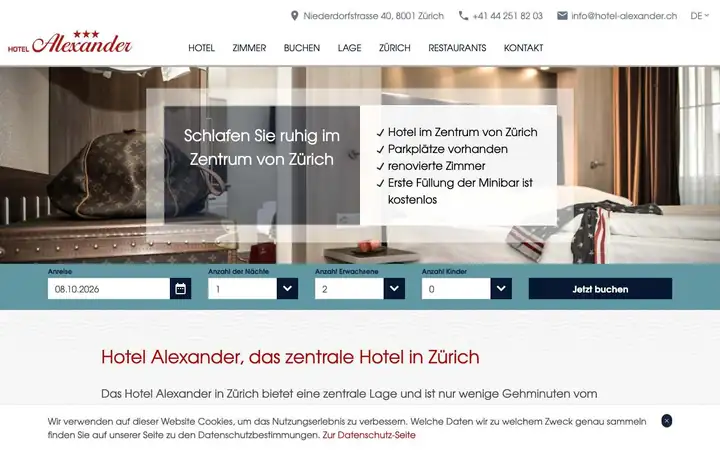 Niederdorfstrasse 40, 8001 Zürich
+41 44 251 82 03
info@hotel-alexander.ch
DE
HOTEL Alexander
HOTEL
ZIMMER
BUCHEN
LAGE
ZÜRICH
RESTAURANTS
KONTAKT
Schlafen Sie ruhig im
Zentrum von Zürich
Hotel im Zentrum von Zürich
Parkplätze vorhanden
renovierte Zimmer
Erste Füllung der Minibar ist
kostenlos
Anreise
Anzahl der Nächte
Anzahl Erwachsene
Anzahl Kinder
08.10.2026
1
2
0
Jetzt buchen
Hotel Alexander, das zentrale Hotel in Zürich
Das Hotel Alexander in Zürich bietet eine zentrale Lage und ist nur wenige Gehminuten vom
Wir verwenden auf dieser Website Cookies, um das Nutzungserlebnis zu verbessern. Welche Daten wir zu welchem Zweck genau sammeln
finden Sie auf unserer Seite zu den Datenschutzbestimmungen. Zur Datenschutz-Seite